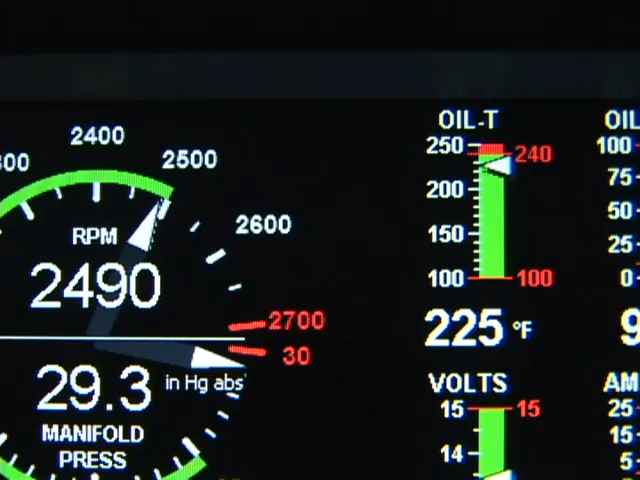 2400
2500
2600
RPM
2490
2700
30
29.3 in Hg abs
MANIFOLD
PRESS
OIL-T
250
240
200
150
100
100
225 °F
VOLTS
15
15
14
OIL
100
75
50
25
0
9
AM
25
15
5